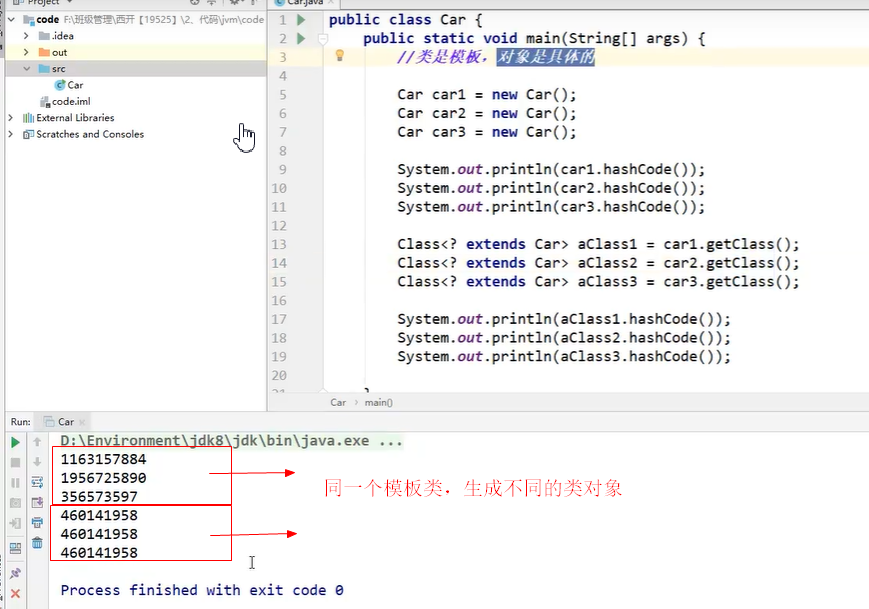 Project
Car.java
code F:\班级管理\西开【19525】\2、代码\jvm\code
.idea
out
src
Car
code.iml
External Libraries
Scratches and Consoles
1 public class Car {
2 public static void main(String[] args) {
3 //类是模板，对象是具体的
4
5 Car car1 = new Car();
6 Car car2 = new Car();
7 Car car3 = new Car();
8
9 System.out.println(car1.hashCode());
10 System.out.println(car2.hashCode());
11 System.out.println(car3.hashCode());
12
13 Class<? extends Car> aClass1 = car1.getClass();
14 Class<? extends Car> aClass2 = car2.getClass();
15 Class<? extends Car> aClass3 = car3.getClass();
16
17 System.out.println(aClass1.hashCode());
18 System.out.println(aClass2.hashCode());
19 System.out.println(aClass3.hashCode());
20
21 }
Car › main()
Run: Car
D:\Environment\jdk8\jdk\bin\java.exe ...
1163157884
1956725890
356573597
同一个模板类，生成不同的类对象
460141958
460141958
460141958
Process finished with exit code 0